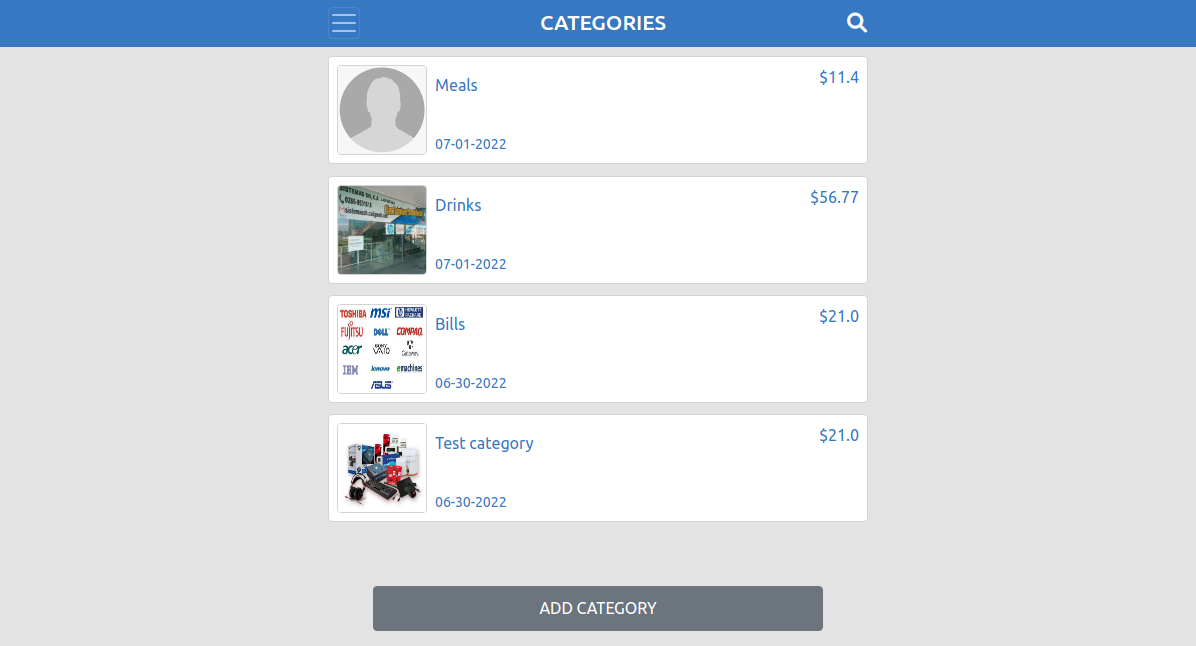 CATEGORIES
Meals
$11.4
07-01-2022
Drinks
$56.77
07-01-2022
TOSHIBA msi
FUJITSU DELL COMPAQ
acer SONY VAIO Gateway
IBM lenovo emachines
ASUS
Bills
$21.0
06-30-2022
Test category
$21.0
06-30-2022
ADD CATEGORY